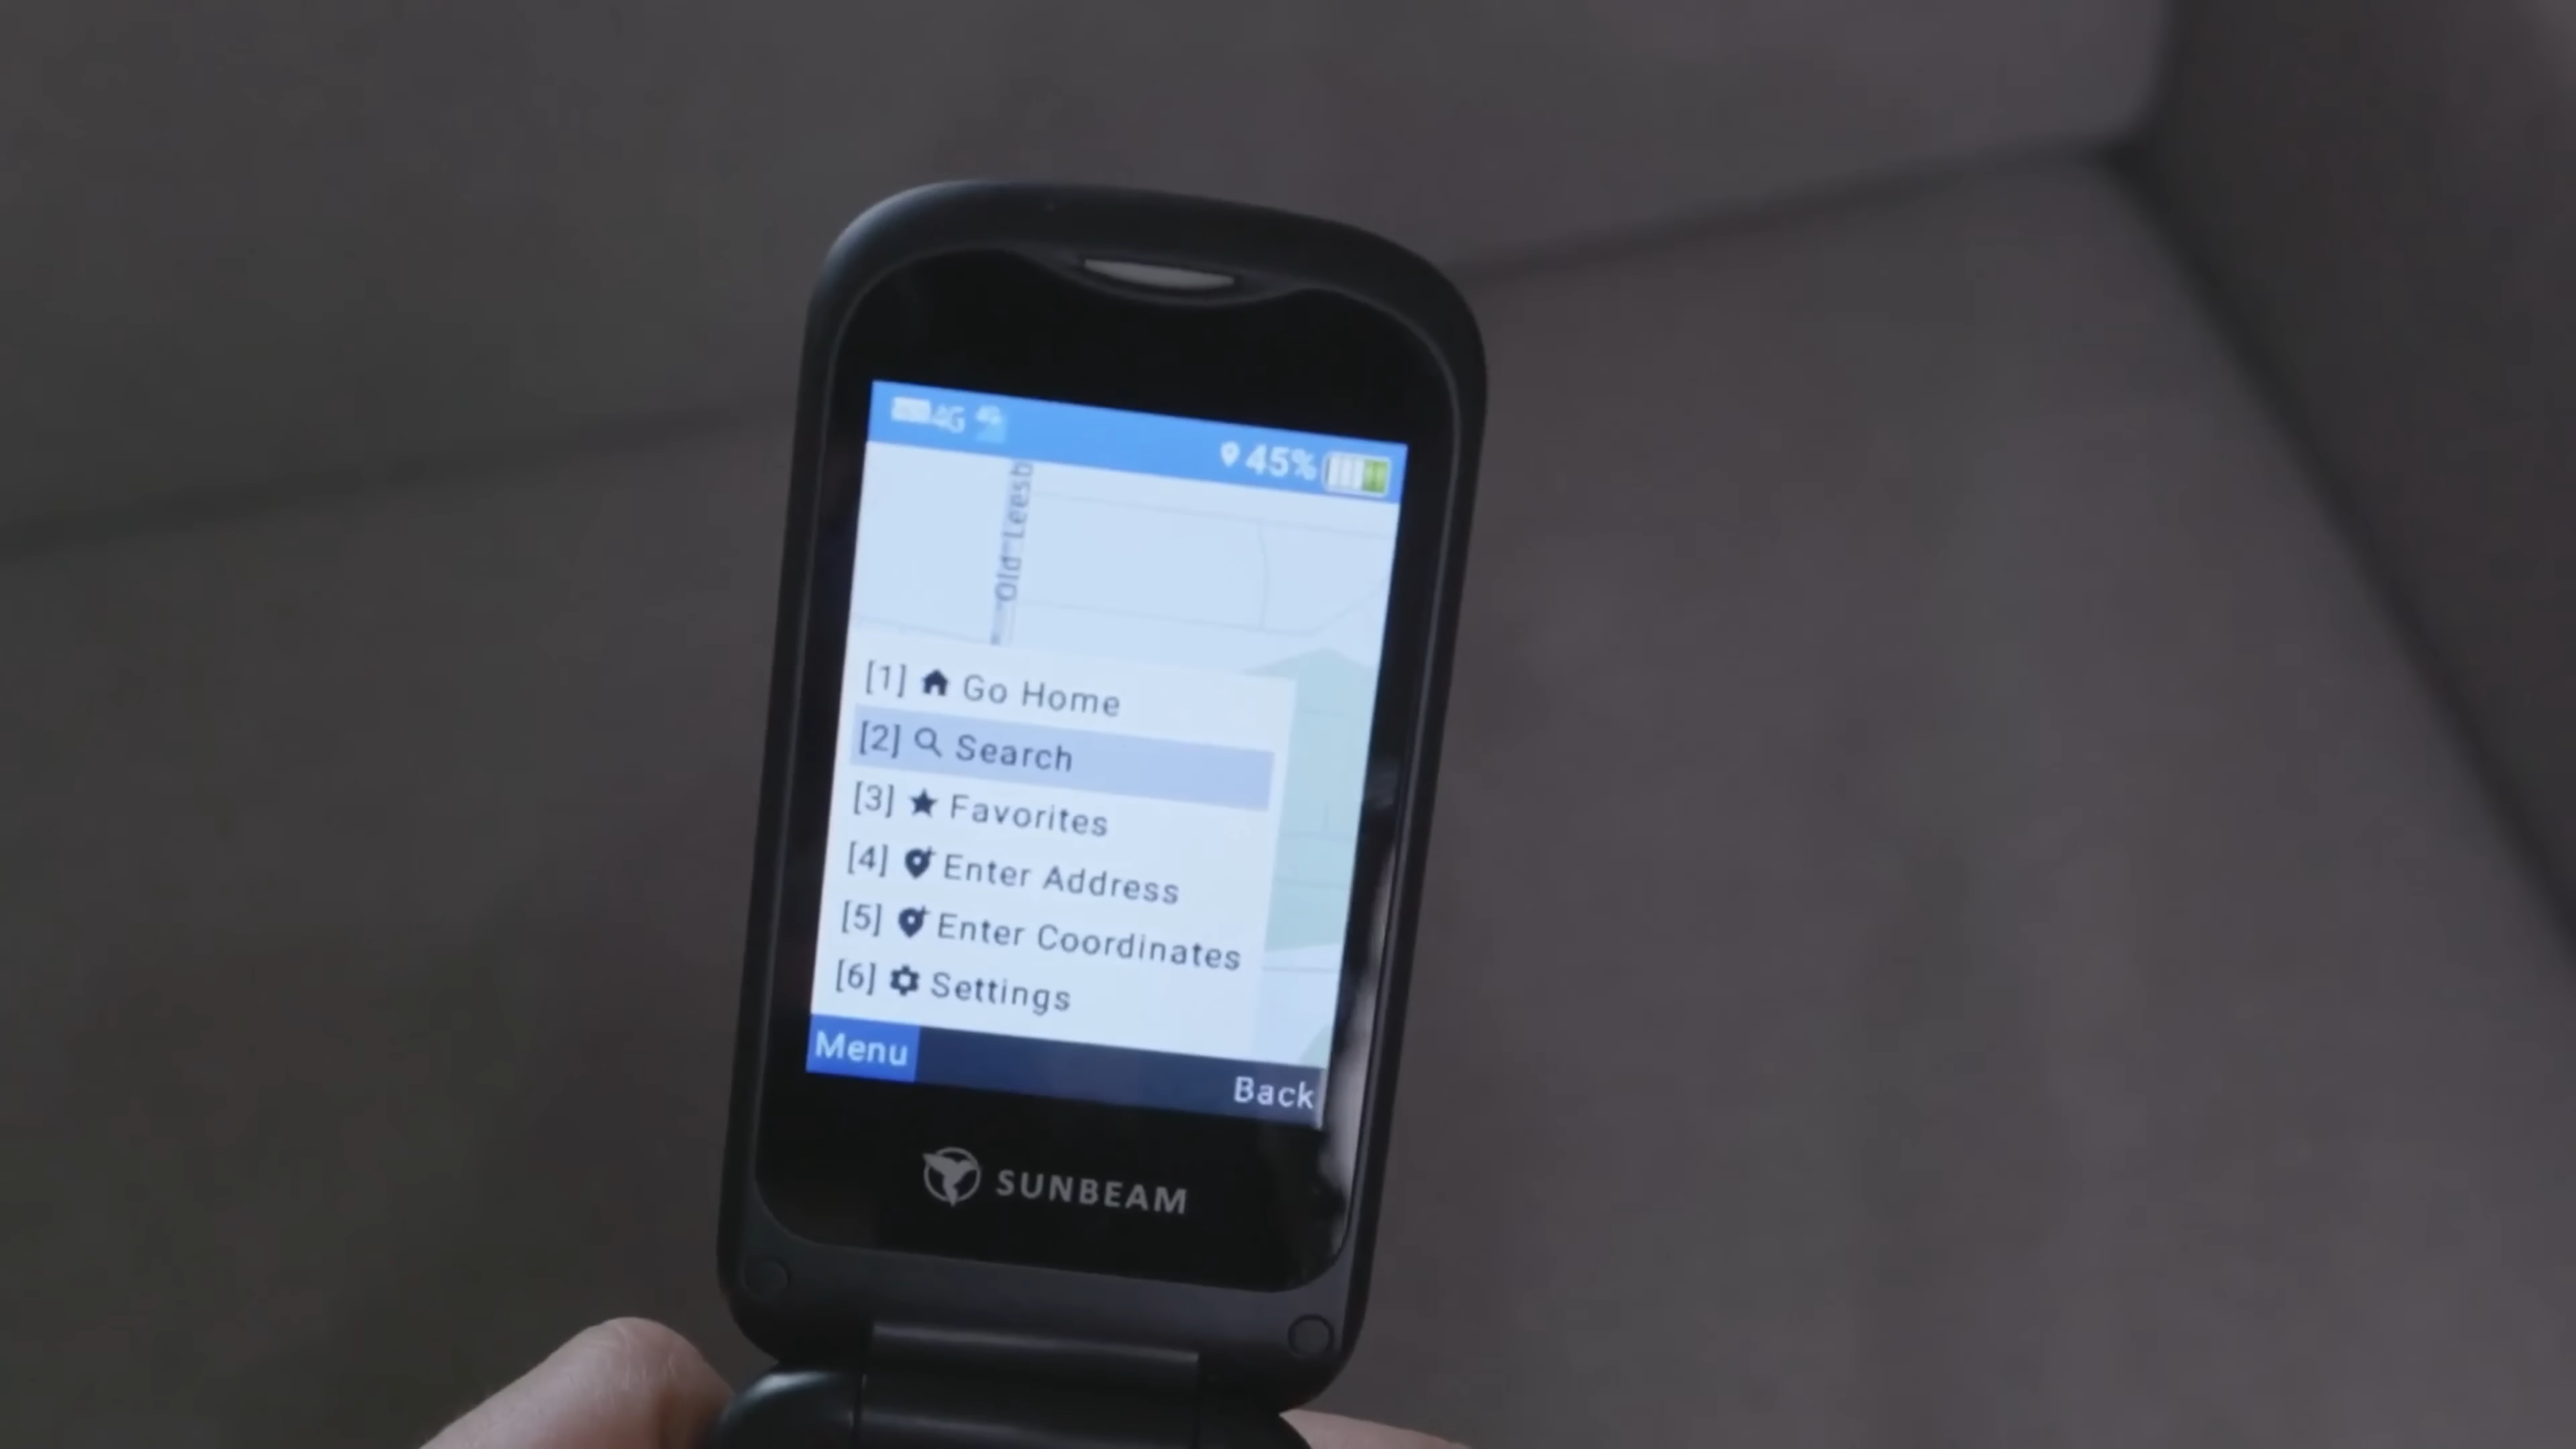 4G 4G
45%
Old Leesb
[1] Go Home
[2] Search
[3] Favorites
[4] Enter Address
[5] Enter Coordinates
[6] Settings
Menu
Back
SUNBEAM